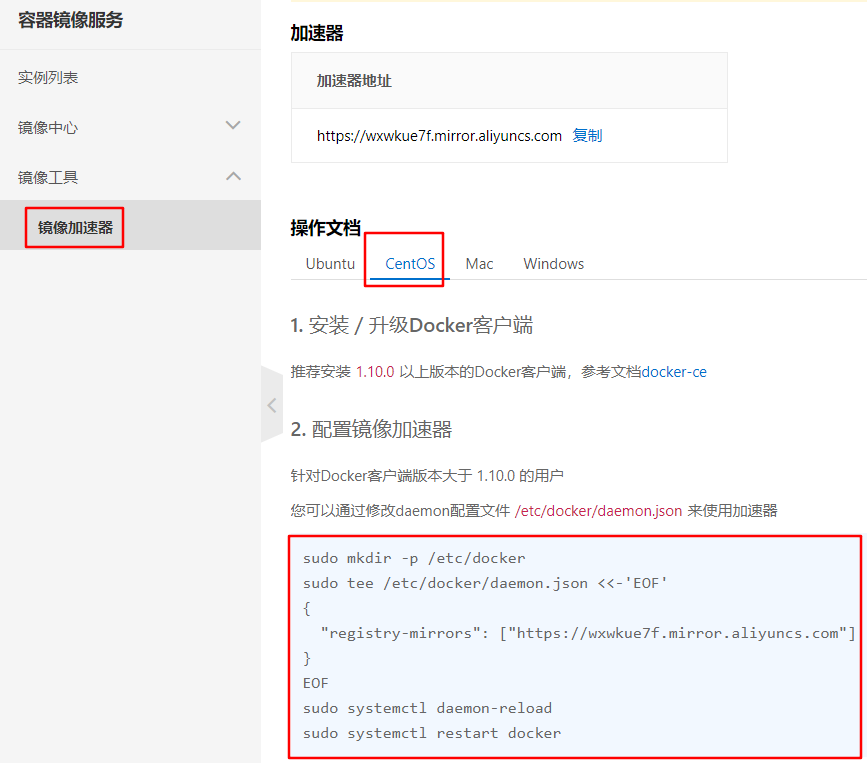 容器镜像服务
实例列表
镜像中心
镜像工具
镜像加速器
加速器
加速器地址
https://wxwkue7f.mirror.aliyuncs.com 复制
操作文档
Ubuntu CentOS Mac Windows
1. 安装 / 升级Docker客户端
推荐安装 1.10.0 以上版本的Docker客户端，参考文档docker-ce
2. 配置镜像加速器
针对Docker客户端版本大于 1.10.0 的用户
您可以通过修改daemon配置文件 /etc/docker/daemon.json 来使用加速器
sudo mkdir -p /etc/docker
sudo tee /etc/docker/daemon.json <<-'EOF'
{
  "registry-mirrors": ["https://wxwkue7f.mirror.aliyuncs.com"]
}
EOF
sudo systemctl daemon-reload
sudo systemctl restart docker